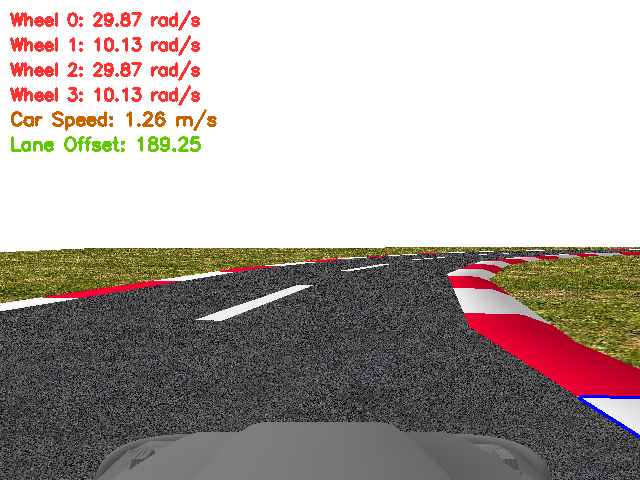 Wheel 0: 29.87 rad/s
Wheel 1: 10.13 rad/s
Wheel 2: 29.87 rad/s
Wheel 3: 10.13 rad/s
Car Speed: 1.26 m/s
Lane Offset: 189.25